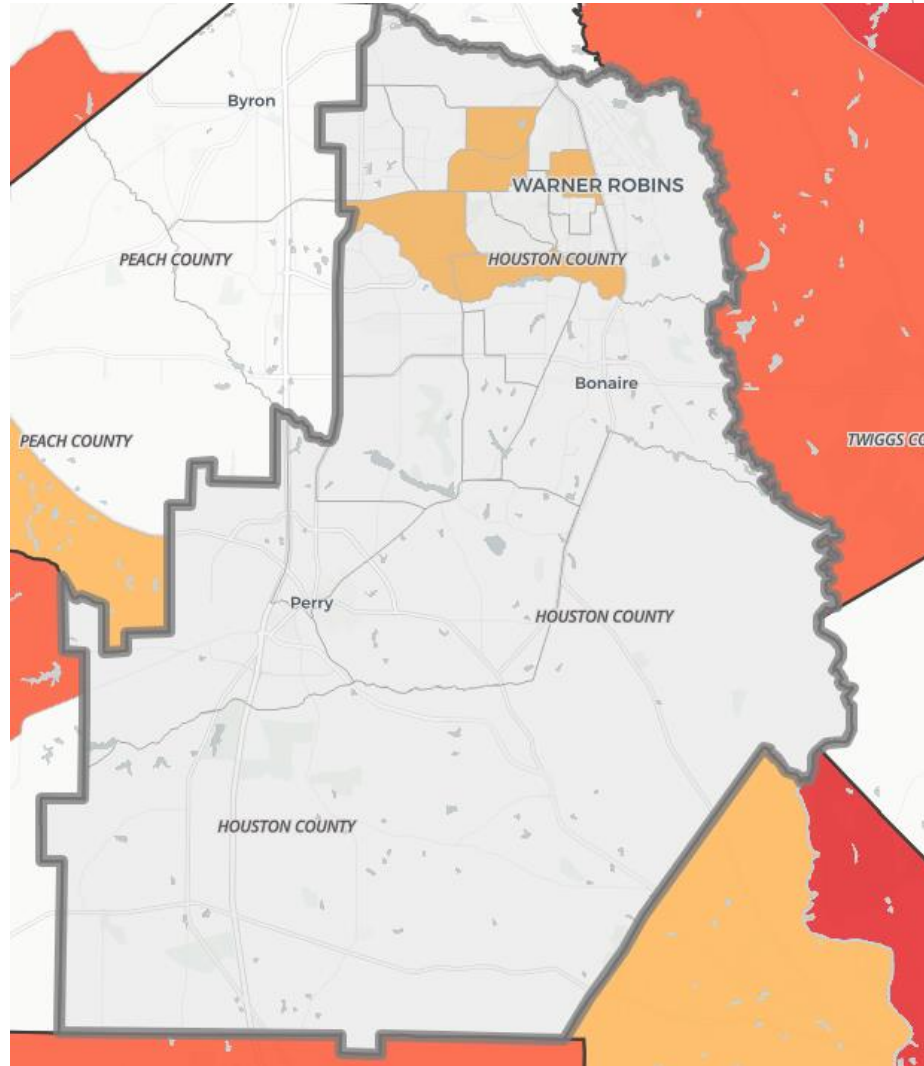 Byron
WARNER ROBINS
PEACH COUNTY
HOUSTON COUNTY
Bonaire
PEACH COUNTY
TWIGGS CO
Perry
HOUSTON COUNTY
HOUSTON COUNTY